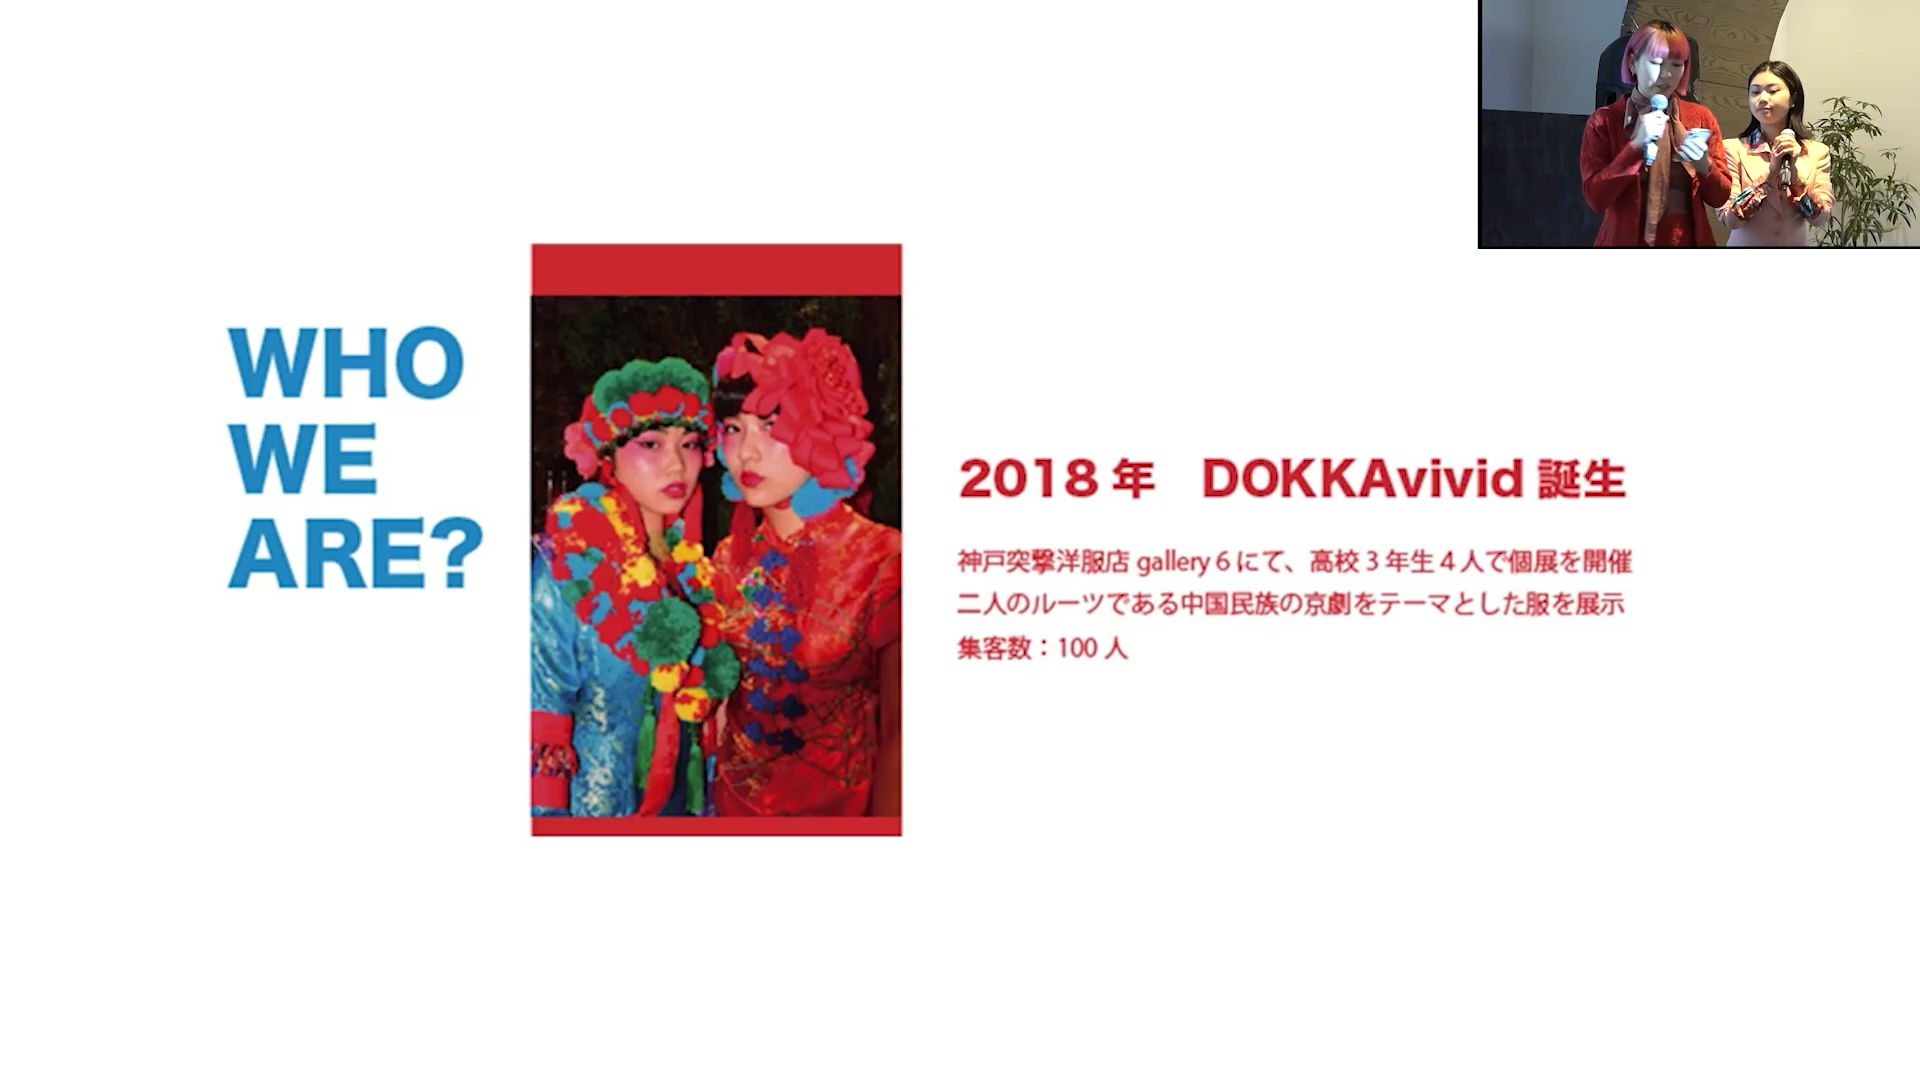 WHO
WE
ARE?
2018年　DOKKAvivid 誕生
神戸突撃洋服店 gallery 6 にて、高校 3 年生 4 人で個展を開催
二人のルーツである中国民族の京劇をテーマとした服を展示
集客数：100 人